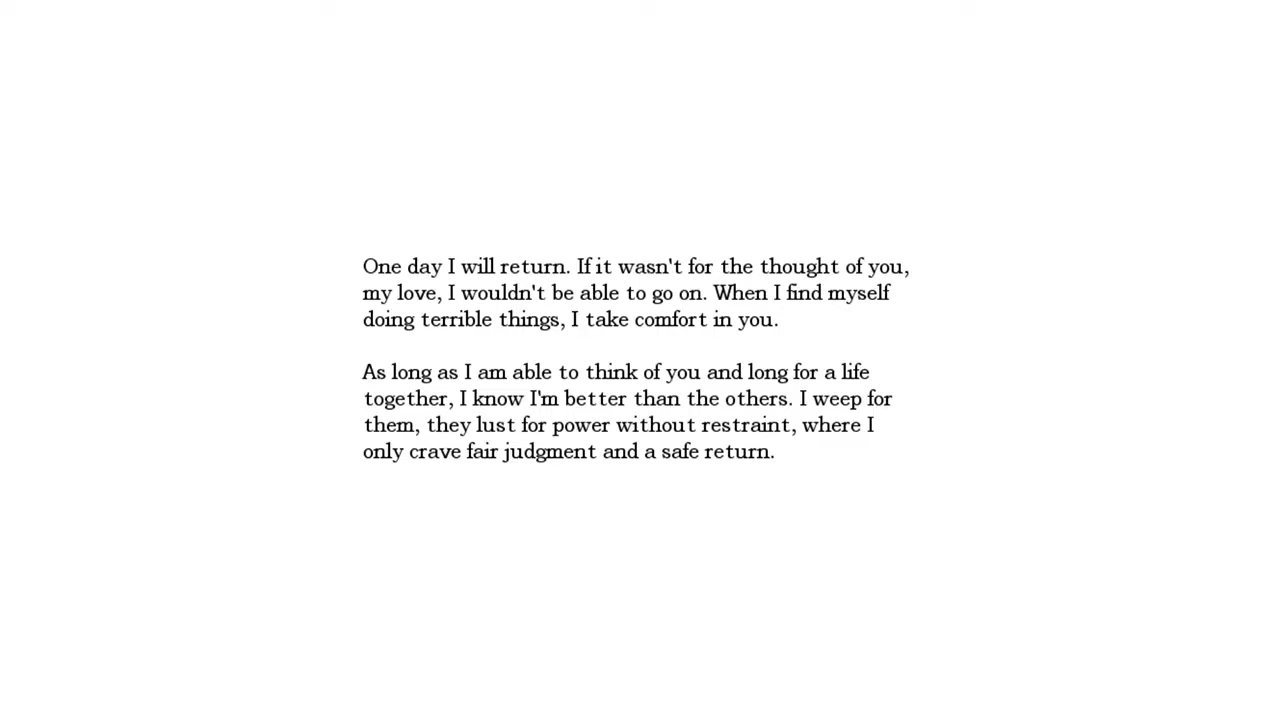 One day I will return. If it wasn't for the thought of you,
my love, I wouldn't be able to go on. When I find myself
doing terrible things, I take comfort in you.
As long as I am able to think of you and long for a life
together, I know I'm better than the others. I weep for
them, they lust for power without restraint, where I
only crave fair judgment and a safe return.